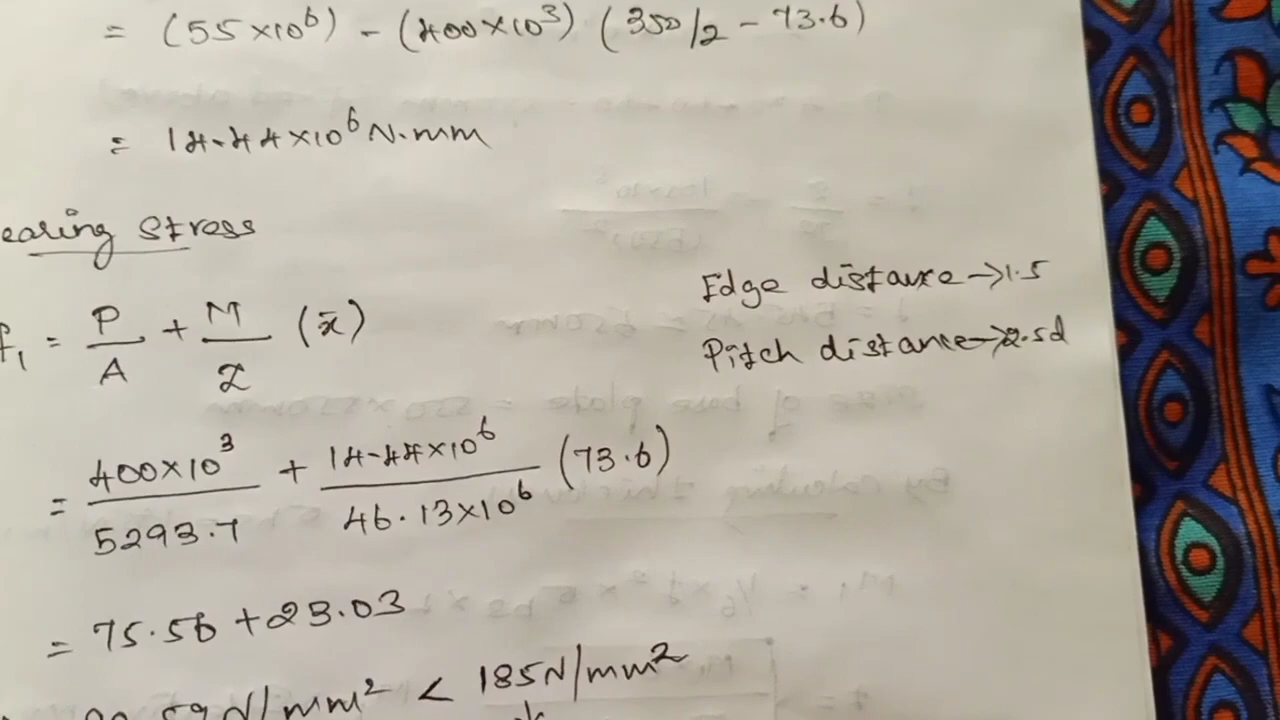 = (55×10⁶) - (400×10³) (350/2 - 73.6)
= 14.44×10⁶ N.mm
earing Stress
f₁ = P/A + M/Z (x̄)
Edge distance→1.5
Pitch distance→2.5d
= 400×10³/5293.7 + 14.44×10⁶/46.13×10⁶ (73.6)
= 75.56 + 23.03
N/mm² < 185N/mm²